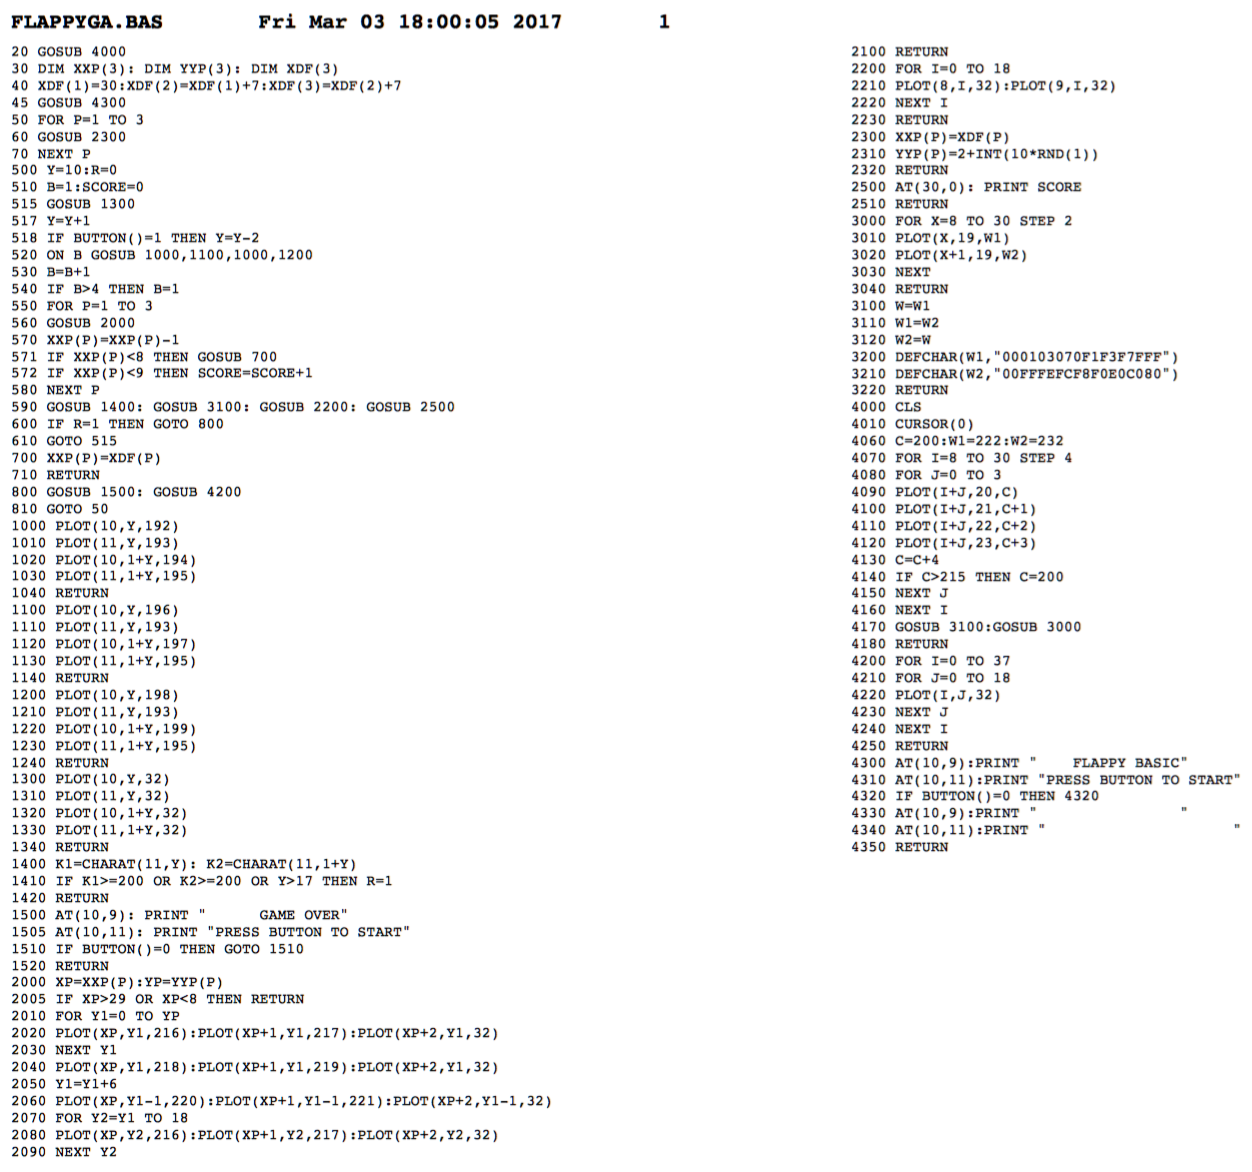 FLAPPYGA.BAS Fri Mar 03 18:00:05 2017 1
20 GOSUB 4000
30 DIM XXP(3): DIM YYP(3): DIM XDF(3)
40 XDF(1)=30:XDF(2)=XDF(1)+7:XDF(3)=XDF(2)+7
45 GOSUB 4300
50 FOR P=1 TO 3
60 GOSUB 2300
70 NEXT P
500 Y=10:R=0
510 B=1:SCORE=0
515 GOSUB 1300
517 Y=Y+1
518 IF BUTTON()=1 THEN Y=Y-2
520 ON B GOSUB 1000,1100,1000,1200
530 B=B+1
540 IF B>4 THEN B=1
550 FOR P=1 TO 3
560 GOSUB 2000
570 XXP(P)=XXP(P)-1
571 IF XXP(P)<8 THEN GOSUB 700
572 IF XXP(P)<9 THEN SCORE=SCORE+1
580 NEXT P
590 GOSUB 1400: GOSUB 3100: GOSUB 2200: GOSUB 2500
600 IF R=1 THEN GOTO 800
610 GOTO 515
700 XXP(P)=XDF(P)
710 RETURN
800 GOSUB 1500: GOSUB 4200
810 GOTO 50
1000 PLOT(10,Y,192)
1010 PLOT(11,Y,193)
1020 PLOT(10,1+Y,194)
1030 PLOT(11,1+Y,195)
1040 RETURN
1100 PLOT(10,Y,196)
1110 PLOT(11,Y,193)
1120 PLOT(10,1+Y,197)
1130 PLOT(11,1+Y,195)
1140 RETURN
1200 PLOT(10,Y,198)
1210 PLOT(11,Y,193)
1220 PLOT(10,1+Y,199)
1230 PLOT(11,1+Y,195)
1240 RETURN
1300 PLOT(10,Y,32)
1310 PLOT(11,Y,32)
1320 PLOT(10,1+Y,32)
1330 PLOT(11,1+Y,32)
1340 RETURN
1400 K1=CHARAT(11,Y): K2=CHARAT(11,1+Y)
1410 IF K1>=200 OR K2>=200 OR Y>17 THEN R=1
1420 RETURN
1500 AT(10,9): PRINT "      GAME OVER"
1505 AT(10,11): PRINT "PRESS BUTTON TO START"
1510 IF BUTTON()=0 THEN GOTO 1510
1520 RETURN
2000 XP=XXP(P):YP=YYP(P)
2005 IF XP>29 OR XP<8 THEN RETURN
2010 FOR Y1=0 TO YP
2020 PLOT(XP,Y1,216):PLOT(XP+1,Y1,217):PLOT(XP+2,Y1,32)
2030 NEXT Y1
2040 PLOT(XP,Y1,218):PLOT(XP+1,Y1,219):PLOT(XP+2,Y1,32)
2050 Y1=Y1+6
2060 PLOT(XP,Y1-1,220):PLOT(XP+1,Y1-1,221):PLOT(XP+2,Y1-1,32)
2070 FOR Y2=Y1 TO 18
2080 PLOT(XP,Y2,216):PLOT(XP+1,Y2,217):PLOT(XP+2,Y2,32)
2090 NEXT Y2
2100 RETURN
2200 FOR I=0 TO 18
2210 PLOT(8,I,32):PLOT(9,I,32)
2220 NEXT I
2230 RETURN
2300 XXP(P)=XDF(P)
2310 YYP(P)=2+INT(10*RND(1))
2320 RETURN
2500 AT(30,0): PRINT SCORE
2510 RETURN
3000 FOR X=8 TO 30 STEP 2
3010 PLOT(X,19,W1)
3020 PLOT(X+1,19,W2)
3030 NEXT
3040 RETURN
3100 W=W1
3110 W1=W2
3120 W2=W
3200 DEFCHAR(W1,"000103070F1F3F7FFF")
3210 DEFCHAR(W2,"00FFFEFCF8F0E0C080")
3220 RETURN
4000 CLS
4010 CURSOR(0)
4060 C=200:W1=222:W2=232
4070 FOR I=8 TO 30 STEP 4
4080 FOR J=0 TO 3
4090 PLOT(I+J,20,C)
4100 PLOT(I+J,21,C+1)
4110 PLOT(I+J,22,C+2)
4120 PLOT(I+J,23,C+3)
4130 C=C+4
4140 IF C>215 THEN C=200
4150 NEXT J
4160 NEXT I
4170 GOSUB 3100:GOSUB 3000
4180 RETURN
4200 FOR I=0 TO 37
4210 FOR J=0 TO 18
4220 PLOT(I,J,32)
4230 NEXT J
4240 NEXT I
4250 RETURN
4300 AT(10,9):PRINT "    FLAPPY BASIC"
4310 AT(10,11):PRINT "PRESS BUTTON TO START"
4320 IF BUTTON()=0 THEN 4320
4330 AT(10,9):PRINT "                "
4340 AT(10,11):PRINT "                     "
4350 RETURN